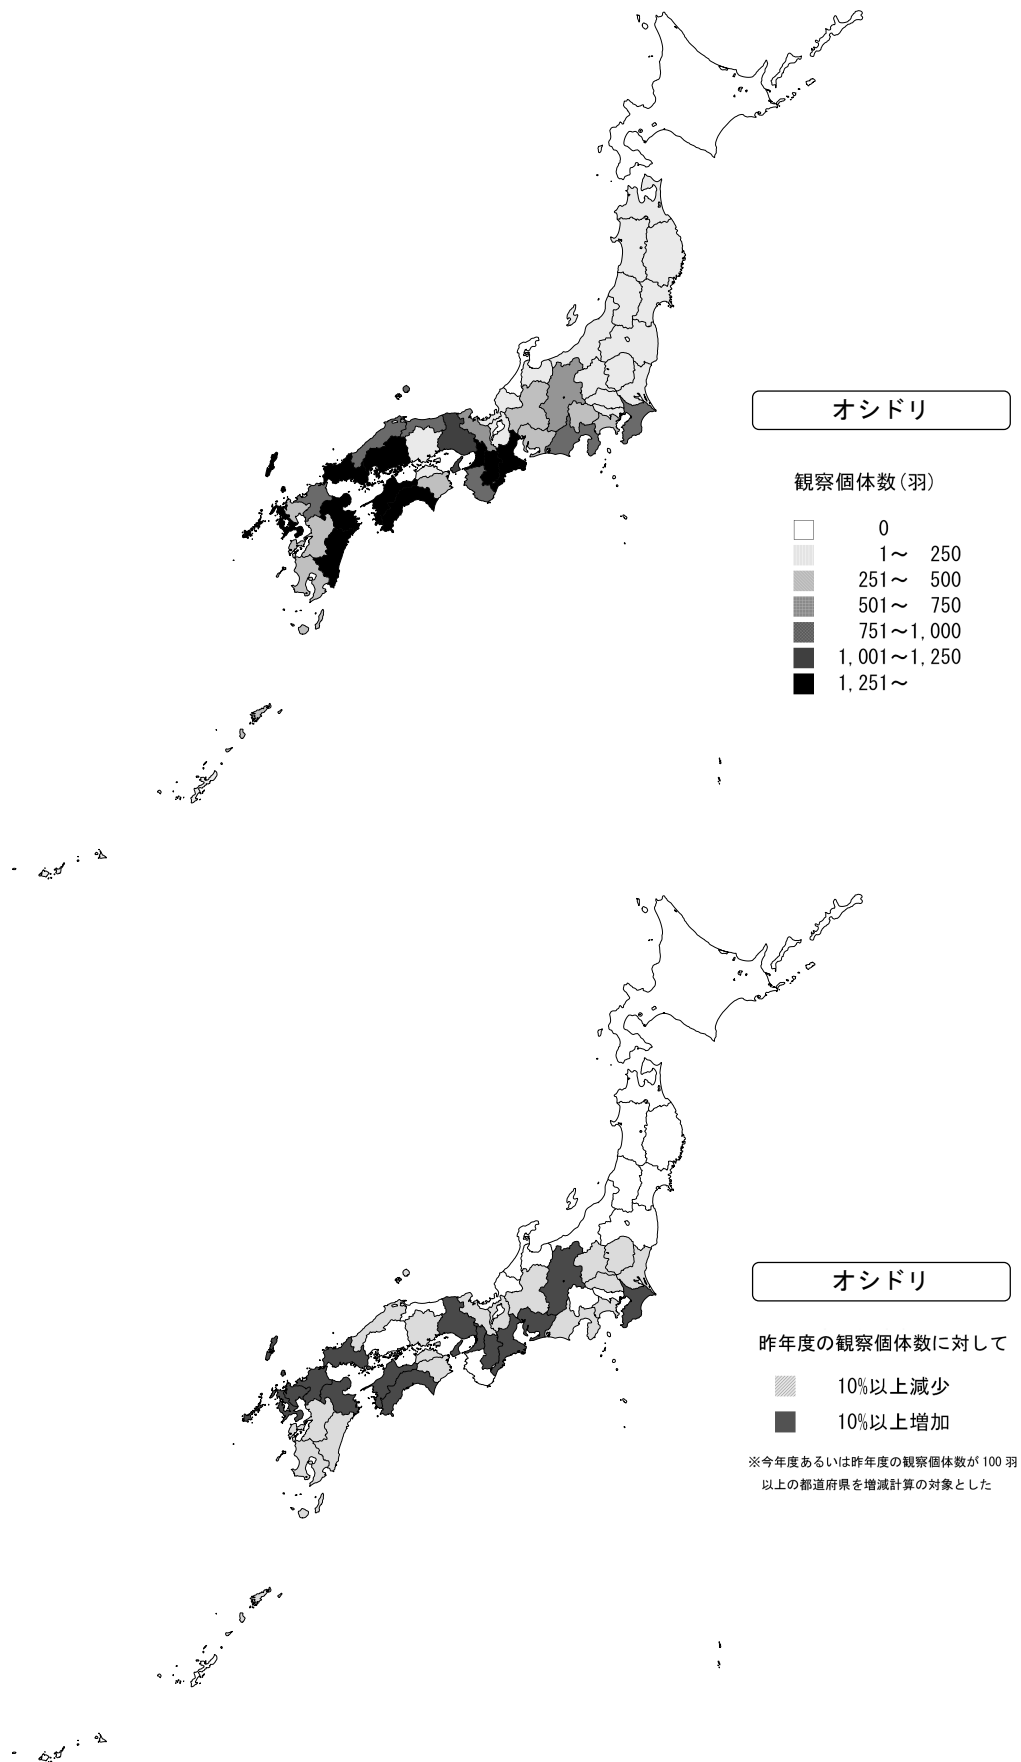 オシドリ
観察個体数(羽)
0
1～ 250
251～ 500
501～ 750
751～1,000
1,001～1,250
1,251～
オシドリ
昨年度の観察個体数に対して
10%以上減少
10%以上増加
※今年度あるいは昨年度の観察個体数が100羽
以上の都道府県を増減計算の対象とした